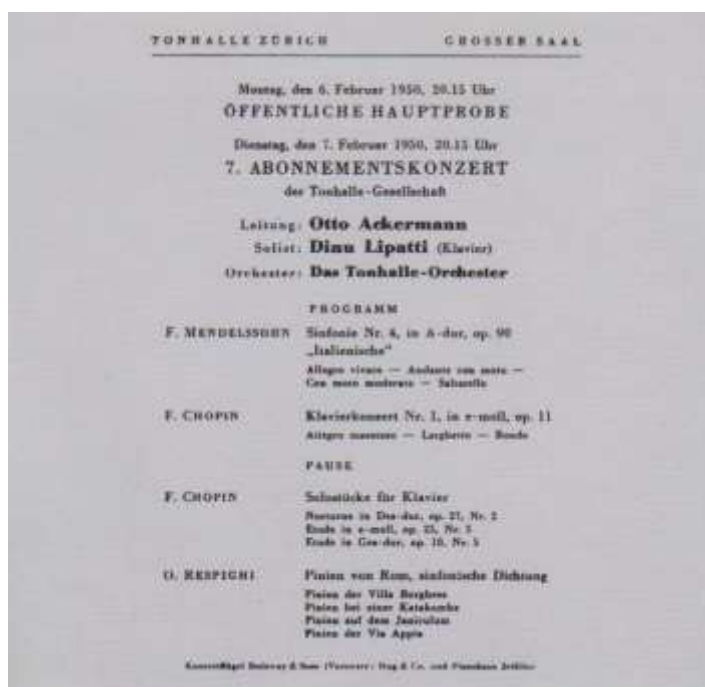 TONHALLE ZÜRICH GROSSER SAAL
Montag, den 6. Februar 1950, 20.15 Uhr
ÖFFENTLICHE HAUPTPROBE
Dienstag, den 7. Februar 1950, 20.15 Uhr
7. ABONNEMENTSKONZERT
der Tonhalle-Gesellschaft
Leitung: Otto Ackermann
Solist: Dinu Lipatti (Klavier)
Orchester: Das Tonhalle-Orchester
PROGRAMM
F. MENDELSSOHN Sinfonie Nr. 4, in A-dur, op. 90
„Italienische“
Allegro vivace — Andante con moto —
Con moto moderato — Saltarello
F. CHOPIN Klavierkonzert Nr. 1, in e-moll, op. 11
Allegro maestoso — Larghetto — Rondo
PAUSE
F. CHOPIN Solostücke für Klavier
Nocturne in Des-dur, op. 27, Nr. 2
Etude in e-moll, op. 25, Nr. 5
Etude in Ges-dur, op. 10, Nr. 5
O. RESPIGHI Pinien von Rom, sinfonische Dichtung
Pinien der Villa Borghese
Pinien bei einer Katakombe
Pinien auf dem Janiculum
Pinien der Via Appia
Konzertflügel Steinway & Sons (Vertreter: Hug & Co. und Pianohaus